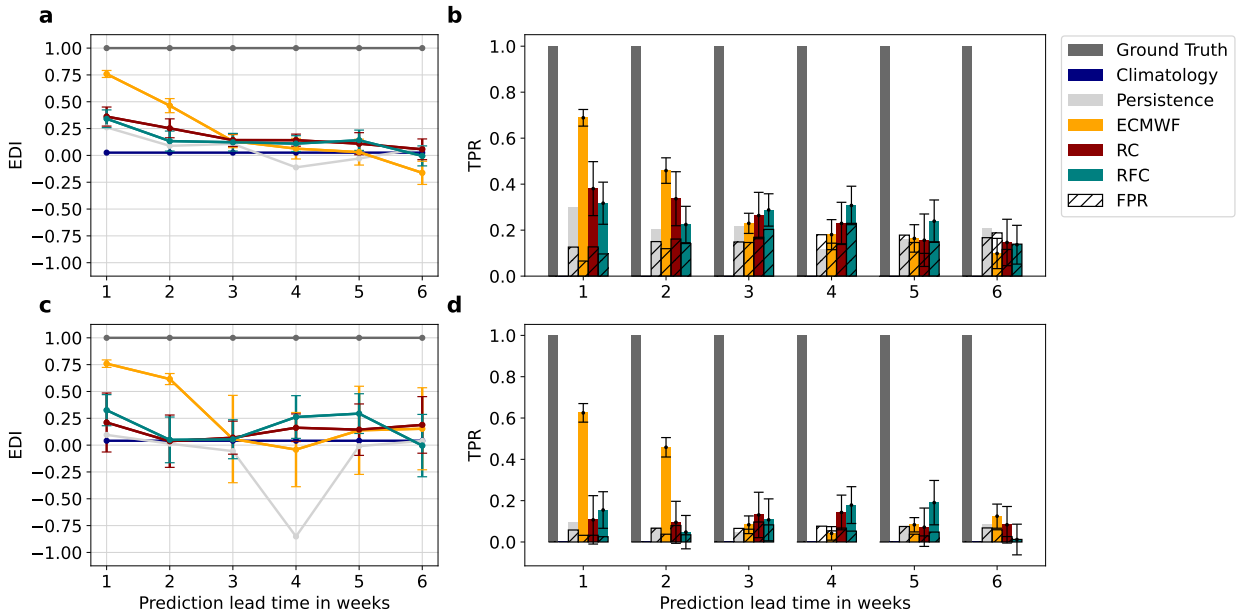 a
1.00
0.75
0.50
0.25
0.00
−0.25
−0.50
−0.75
−1.00
EDI
1 2 3 4 5 6
b
1.0
0.8
0.6
0.4
0.2
0.0
TPR
1 2 3 4 5 6
Ground Truth
Climatology
Persistence
ECMWF
RC
RFC
FPR
c
1.00
0.75
0.50
0.25
0.00
−0.25
−0.50
−0.75
−1.00
EDI
1 2 3 4 5 6
Prediction lead time in weeks
d
1.0
0.8
0.6
0.4
0.2
0.0
TPR
1 2 3 4 5 6
Prediction lead time in weeks